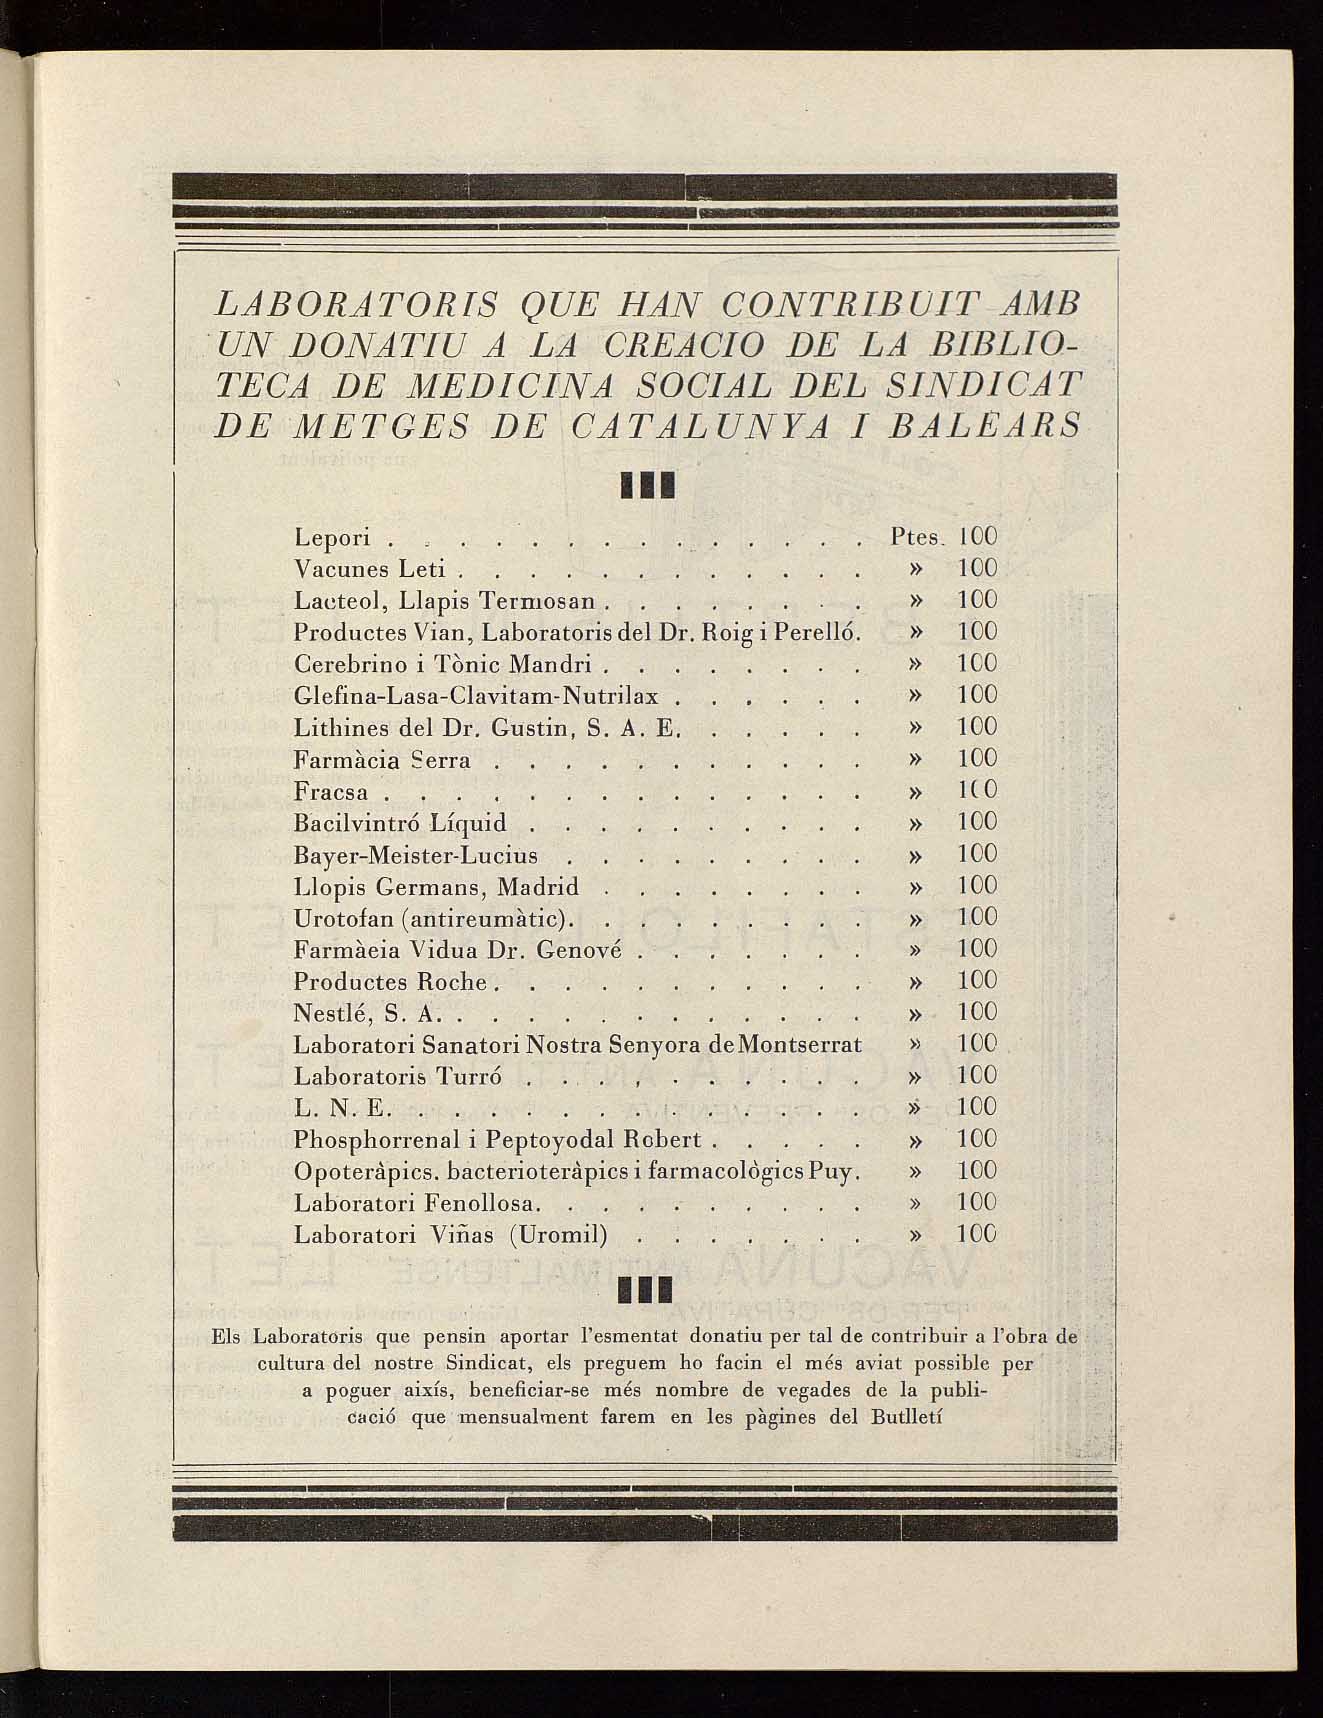 LABORATORIS QUE HAN CONTRIBUIT AMB
UN DONATIU A LA CREACIO DE LA BIBLIO-
TECA DE MEDICINA SOCIAL DEL SINDICAT
DE METGES DE CATALUNYA I BALEARS
Lepori . . . . . . . . . . . . . . Ptes. 100
Vacunes Leti . . . . . . . . . . . . » 100
Lacteol, Llapis Termosan . . . . . . . . » 100
Productes Vian, Laboratoris del Dr. Roig i Perelló. » 100
Cerebrino i Tònic Mandri . . . . . . . . » 100
Glefina-Lasa-Clavitam-Nutrilax . . . . . . » 100
Lithines del Dr. Gustin, S. A. E. . . . . . » 100
Farmàcia Serra . . . . . . . . . . . » 100
Fracsa . . . . . . . . . . . . . . » 100
Bacilvintró Líquid . . . . . . . . . . » 100
Bayer-Meister-Lucius . . . . . . . . . » 100
Llopis Germans, Madrid . . . . . . . . » 100
Urotofan (antireumàtic). . . . . . . . . » 100
Farmàeia Vidua Dr. Genové . . . . . . . » 100
Productes Roche . . . . . . . . . . . » 100
Nestlé, S. A. . . . . . . . . . . . . » 100
Laboratori Sanatori Nostra Senyora de Montserrat » 100
Laboratoris Turró . . . . . . . . . . » 100
L. N. E. . . . . . . . . . . . . . » 100
Phosphorrenal i Peptoyodal Robert . . . . . » 100
Opoteràpics. bacterioteràpics i farmacològics Puy. » 100
Laboratori Fenollosa. . . . . . . . . . » 100
Laboratori Viñas (Uromil) . . . . . . . » 100
Els Laboratoris que pensin aportar l'esmentat donatiu per tal de contribuir a l'obra de
cultura del nostre Sindicat, els preguem ho facin el més aviat possible per
a poguer aixís, beneficiar-se més nombre de vegades de la publi-
cació que mensualment farem en les pàgines del Butlletí